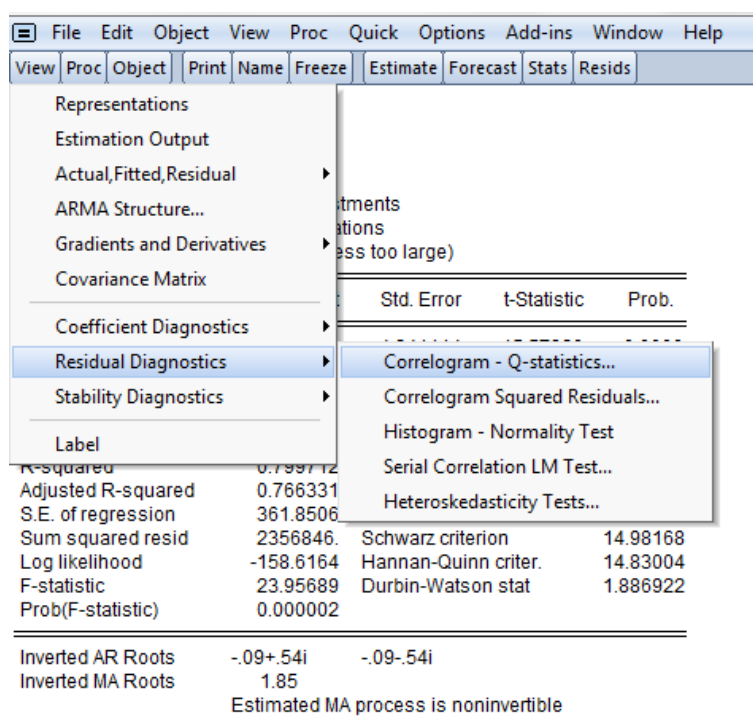 File Edit Object View Proc Quick Options Add-ins Window Help
View Proc Object Print Name Freeze Estimate Forecast Stats Resids
Representations
Estimation Output
Actual,Fitted,Residual
ARMA Structure...
Gradients and Derivatives
Covariance Matrix
Coefficient Diagnostics
Residual Diagnostics
Stability Diagnostics
Label
Correlogram - Q-statistics...
Correlogram Squared Residuals...
Histogram - Normality Test
Serial Correlation LM Test...
Heteroskedasticity Tests...
too large)
Std. Error t-Statistic Prob.
R-squared 0.799712
Adjusted R-squared 0.766331
S.E. of regression 361.8506
Sum squared resid 2356846. Schwarz criterion 14.98168
Log likelihood -158.6164 Hannan-Quinn criter. 14.83004
F-statistic 23.95689 Durbin-Watson stat 1.886922
Prob(F-statistic) 0.000002
Inverted AR Roots -.09+.54i -.09-.54i
Inverted MA Roots 1.85
Estimated MA process is noninvertible